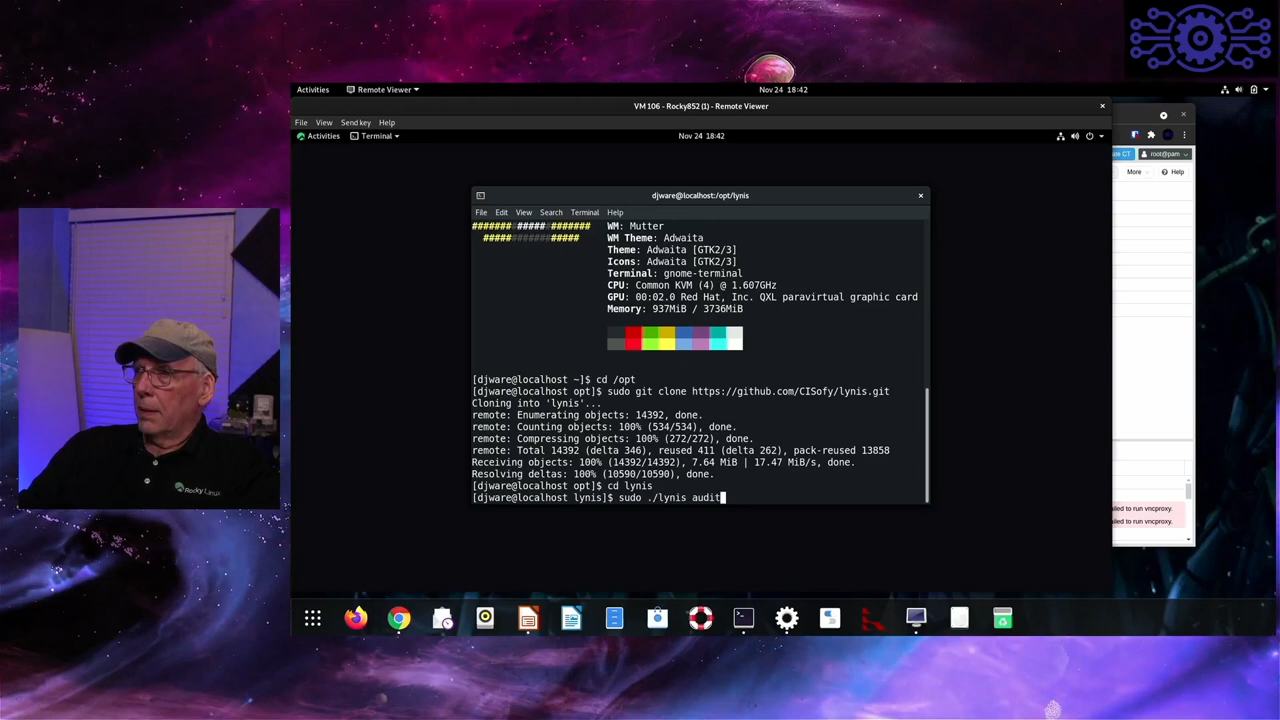 Activities Remote Viewer Nov 24 18:42
VM 106 - Rocky852 (1) - Remote Viewer
File View Send key Help
Activities Terminal Nov 24 18:42
root@pam
More Help
djware@localhost:/opt/lynis
File Edit View Search Terminal Help
#######  #####  ####### WM: Mutter
#####  #######  ##### WM Theme: Adwaita
Theme: Adwaita [GTK2/3]
Icons: Adwaita [GTK2/3]
Terminal: gnome-terminal
CPU: Common KVM (4) @ 1.607GHz
GPU: 00:02.0 Red Hat, Inc. QXL paravirtual graphic card
Memory: 937MiB / 3736MiB
[djware@localhost ~]$ cd /opt
[djware@localhost opt]$ sudo git clone https://github.com/CISofy/lynis.git
Cloning into 'lynis'...
remote: Enumerating objects: 14392, done.
remote: Counting objects: 100% (534/534), done.
remote: Compressing objects: 100% (272/272), done.
remote: Total 14392 (delta 346), reused 411 (delta 262), pack-reused 13858
Receiving objects: 100% (14392/14392), 7.64 MiB | 17.47 MiB/s, done.
Resolving deltas: 100% (10590/10590), done.
[djware@localhost opt]$ cd lynis
[djware@localhost lynis]$ sudo ./lynis audit
ailed to run vncproxy.
ailed to run vncproxy.
Rocky Linux